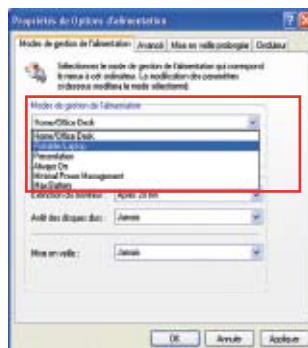 Propriétés de Options d'alimentation
Modes de gestion de l'alimentation Avancé Mise en veille prolongée Onduleur
Sélectionnez le mode de gestion de l'alimentation qui correspond
le mieux à cet ordinateur. La modification des paramètres
ci-dessous modifiera le mode sélectionné.
Modes de gestion de l'alimentation
Home/Office Desk
Home/Office Desk
Portable/Laptop
Presentation
Always On
Minimal Power Management
Max Battery
Extinction du moniteur : Après 20 mn
Arrêt des disques durs : Jamais
Mise en veille : Jamais
OK Annuler Appliquer